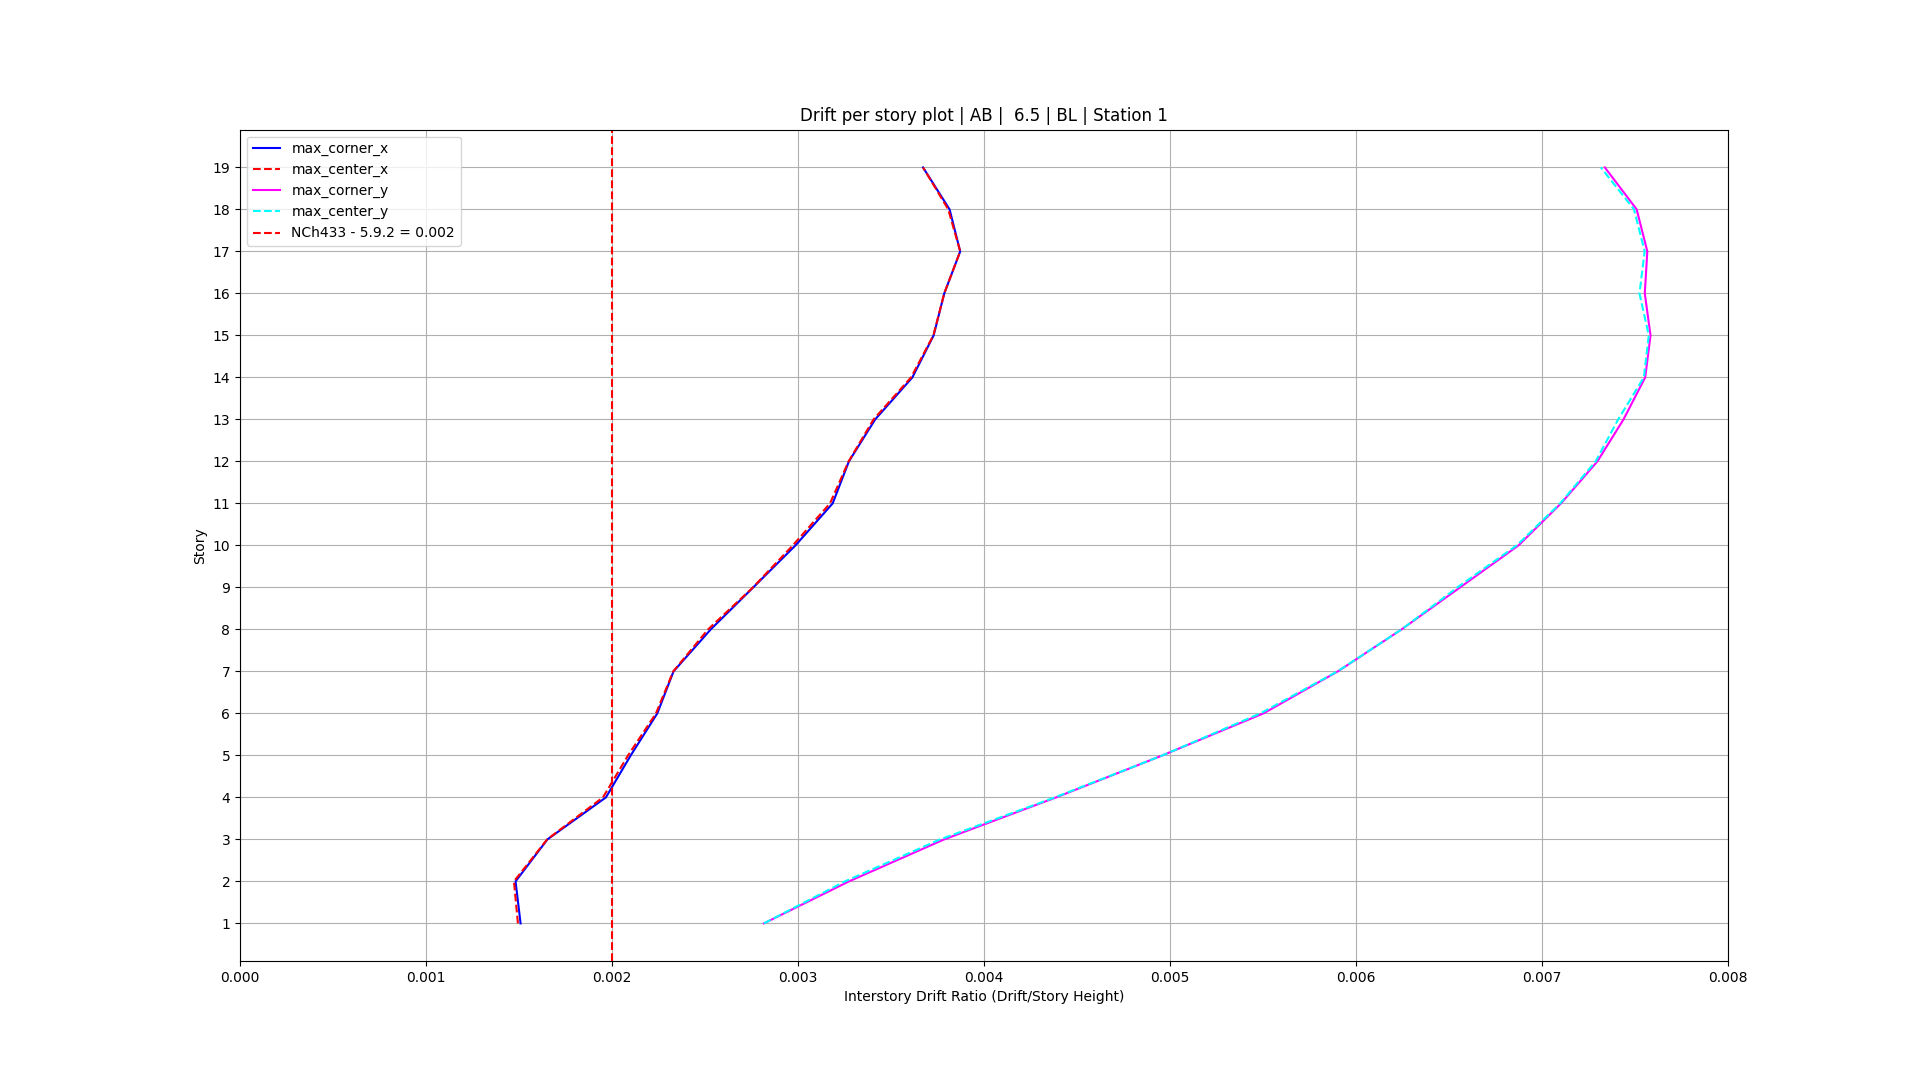 Drift per story plot | AB |  6.5 | BL | Station 1
max_corner_x
max_center_x
max_corner_y
max_center_y
NCh433 - 5.9.2 = 0.002
Story
19
18
17
16
15
14
13
12
11
10
9
8
7
6
5
4
3
2
1
0.000 0.001 0.002 0.003 0.004 0.005 0.006 0.007 0.008
Interstory Drift Ratio (Drift/Story Height)